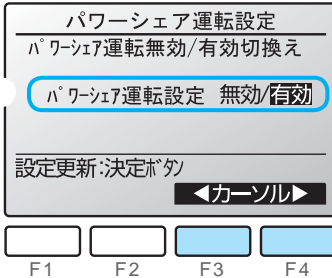 パワーシェア運転設定
ﾊﾟﾜｰｼｪｱ運転無効/有効切換え
ﾊﾟﾜｰｼｪｱ運転設定 無効/有効
設定更新:決定ﾎﾞﾀﾝ
◀カーソル▶
F1 F2 F3 F4